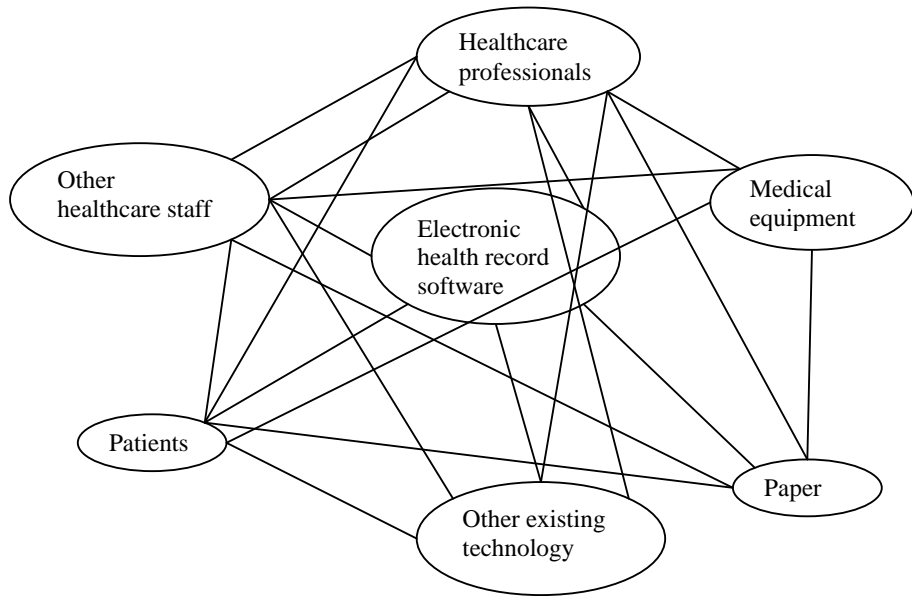 Healthcare
professionals
Other
healthcare staff
Medical
equipment
Electronic
health record
software
Patients
Paper
Other existing
technology